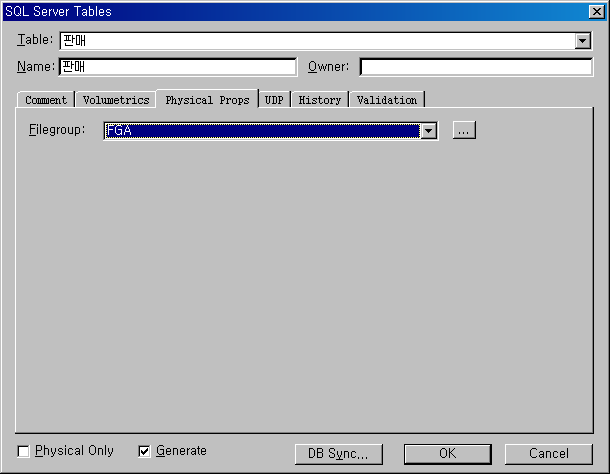 SQL Server Tables
Table: 판매
Name: 판매 Owner:
Comment Volumetrics Physical Props UDP History Validation
Filegroup: FGA ...
Physical Only Generate DB Sync... OK Cancel